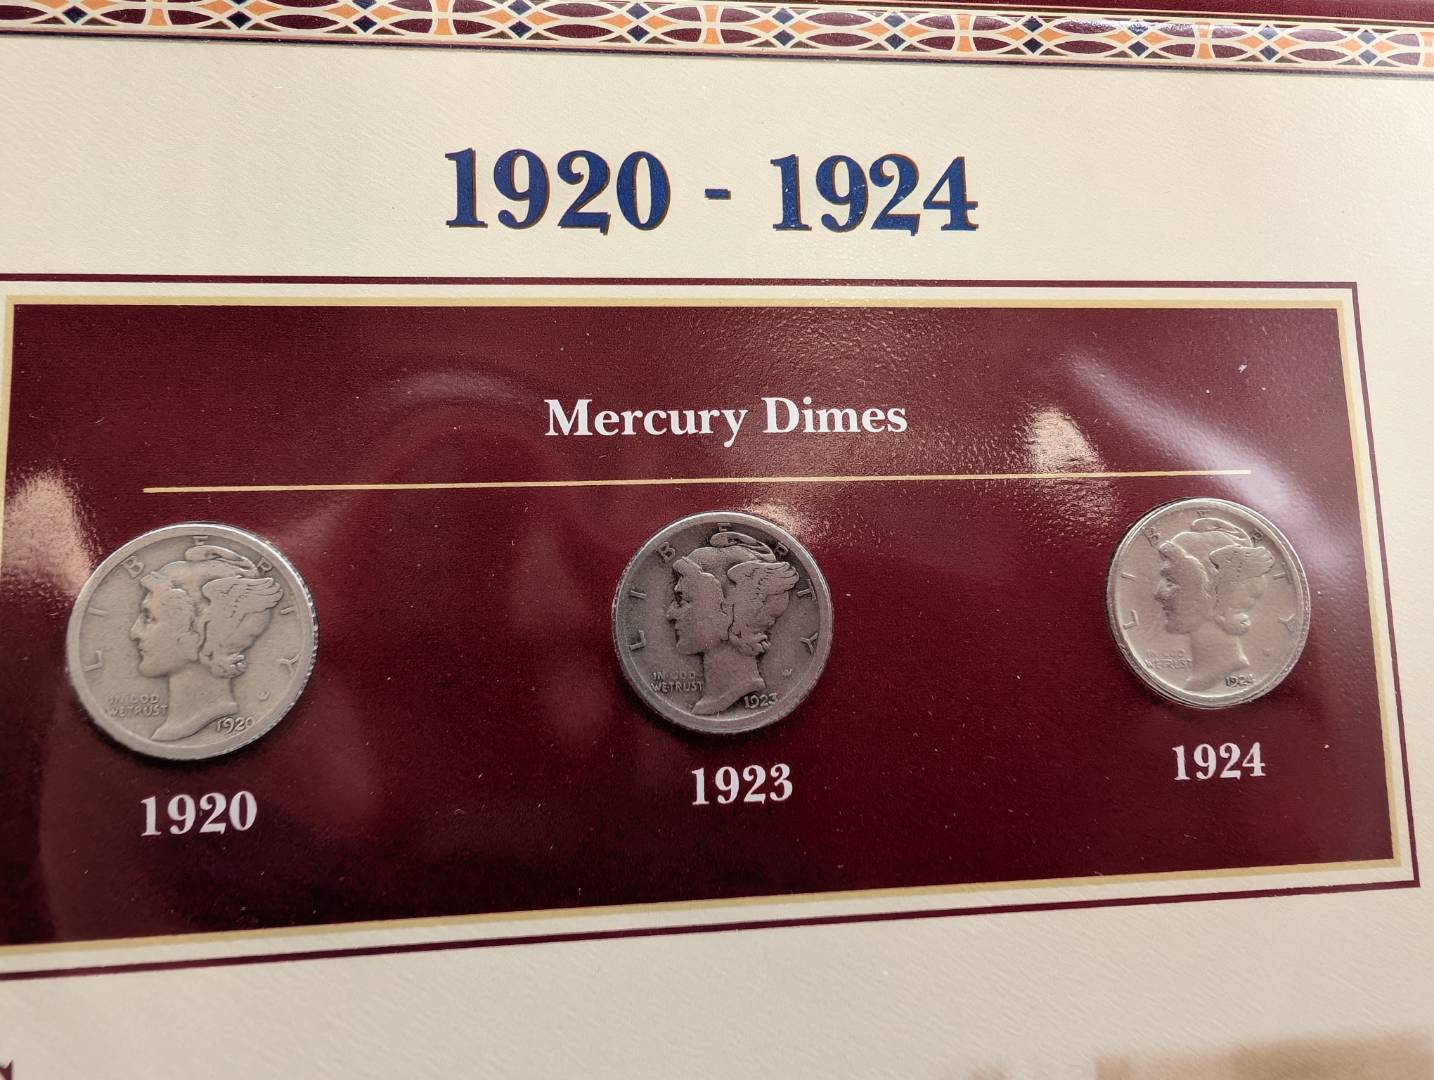 1920 - 1924
Mercury Dimes
LIBERTY
IN GOD
WE TRUST
1920
LIBERTY
IN GOD
WE TRUST
1923
LIBERTY
IN GOD
WE TRUST
1924
1920
1923
1924